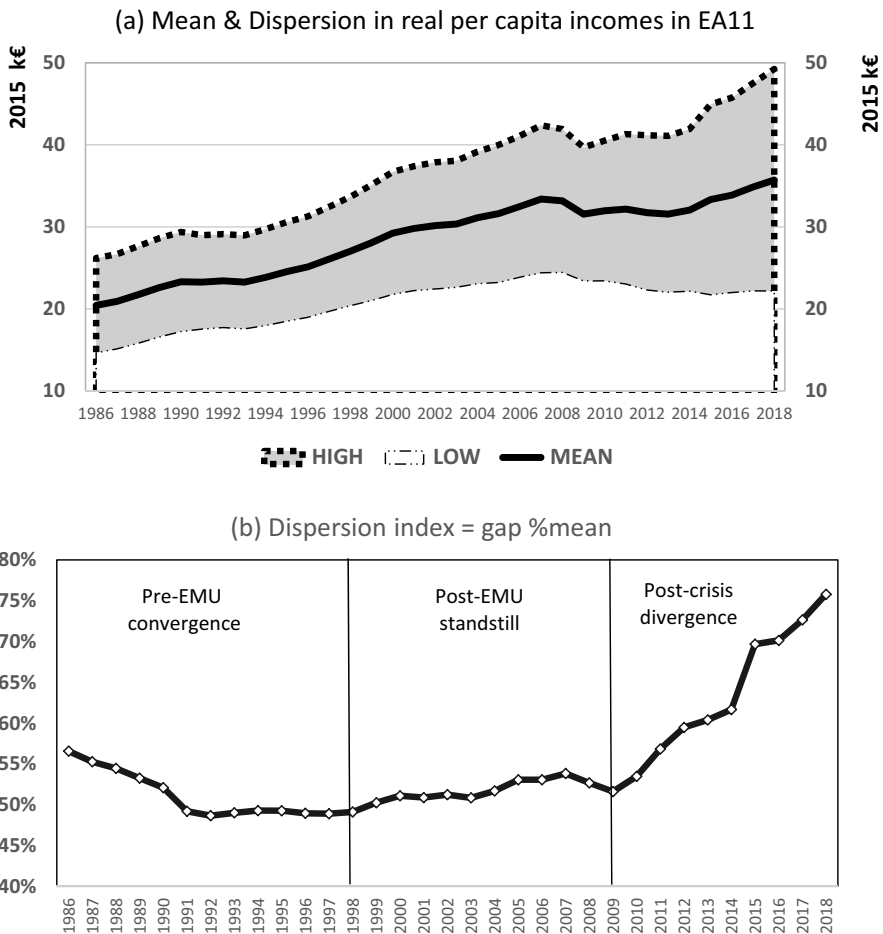 (a) Mean & Dispersion in real per capita incomes in EA11
2015 k€
2015 k€
50
50
40
40
30
30
20
20
10
10
1986 1988 1990 1992 1994 1996 1998 2000 2002 2004 2006 2008 2010 2012 2014 2016 2018
HIGH LOW MEAN
(b) Dispersion index = gap %mean
80%
75%
70%
65%
60%
55%
50%
45%
40%
Pre-EMU
convergence
Post-EMU
standstill
Post-crisis
divergence
1986 1987 1988 1989 1990 1991 1992 1993 1994 1995 1996 1997 1998 1999 2000 2001 2002 2003 2004 2005 2006 2007 2008 2009 2010 2011 2012 2013 2014 2015 2016 2017 2018